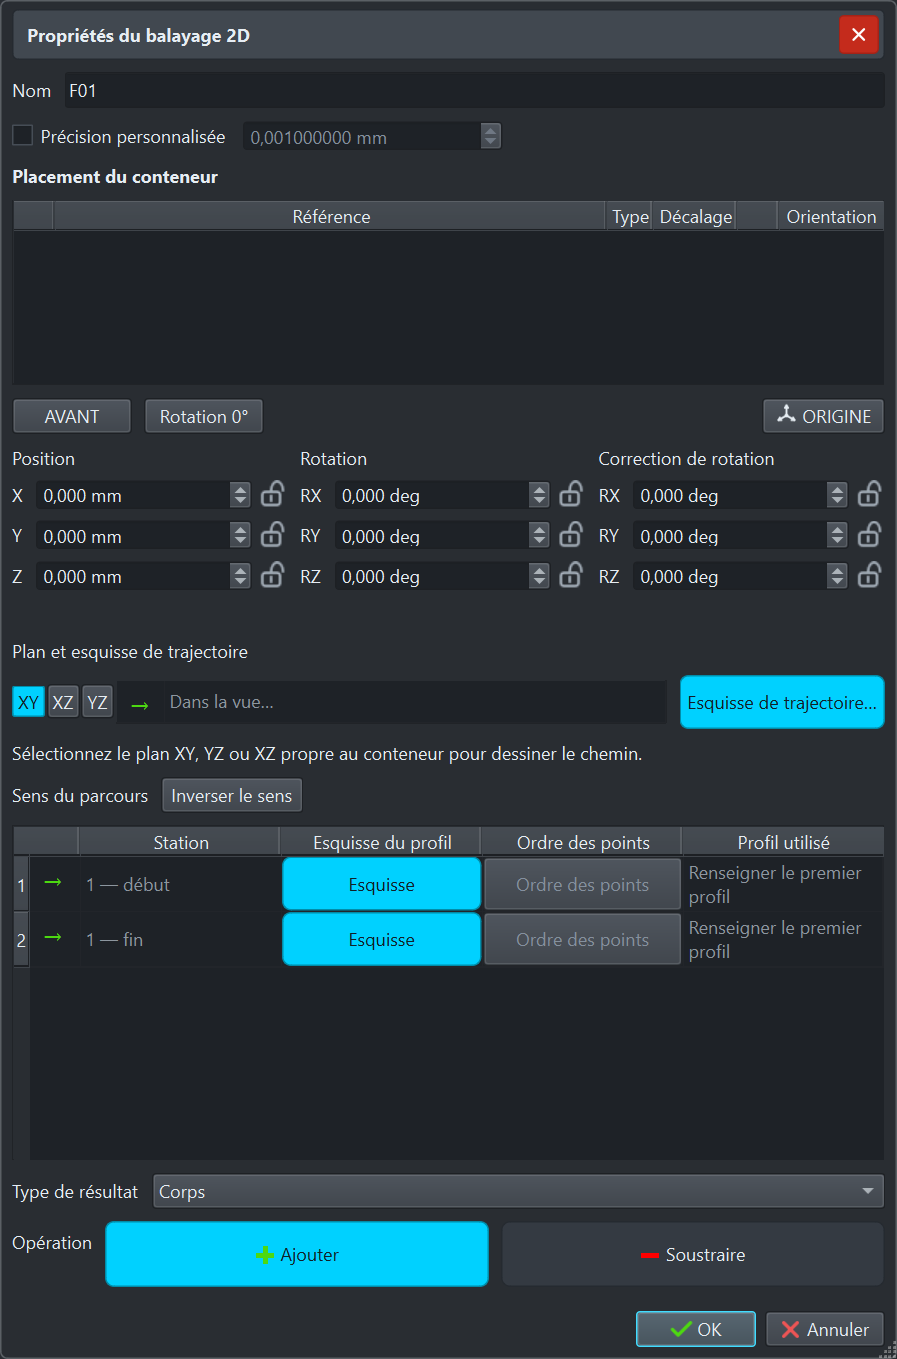 Propriétés du balayage 2D
Nom F01
Précision personnalisée 0,001000000 mm
Placement du conteneur
Référence Type Décalage Orientation
AVANT Rotation 0° ORIGINE
Position Rotation Correction de rotation
X 0,000 mm RX 0,000 deg RX 0,000 deg
Y 0,000 mm RY 0,000 deg RY 0,000 deg
Z 0,000 mm RZ 0,000 deg RZ 0,000 deg
Plan et esquisse de trajectoire
XY XZ YZ → Dans la vue... Esquisse de trajectoire...
Sélectionnez le plan XY, YZ ou XZ propre au conteneur pour dessiner le chemin.
Sens du parcours Inverser le sens
Station Esquisse du profil Ordre des points Profil utilisé
1 → 1 — début Esquisse Ordre des points Renseigner le premier
profil
2 → 1 — fin Esquisse Ordre des points Renseigner le premier
profil
Type de résultat Corps
Opération Ajouter Soustraire
OK Annuler